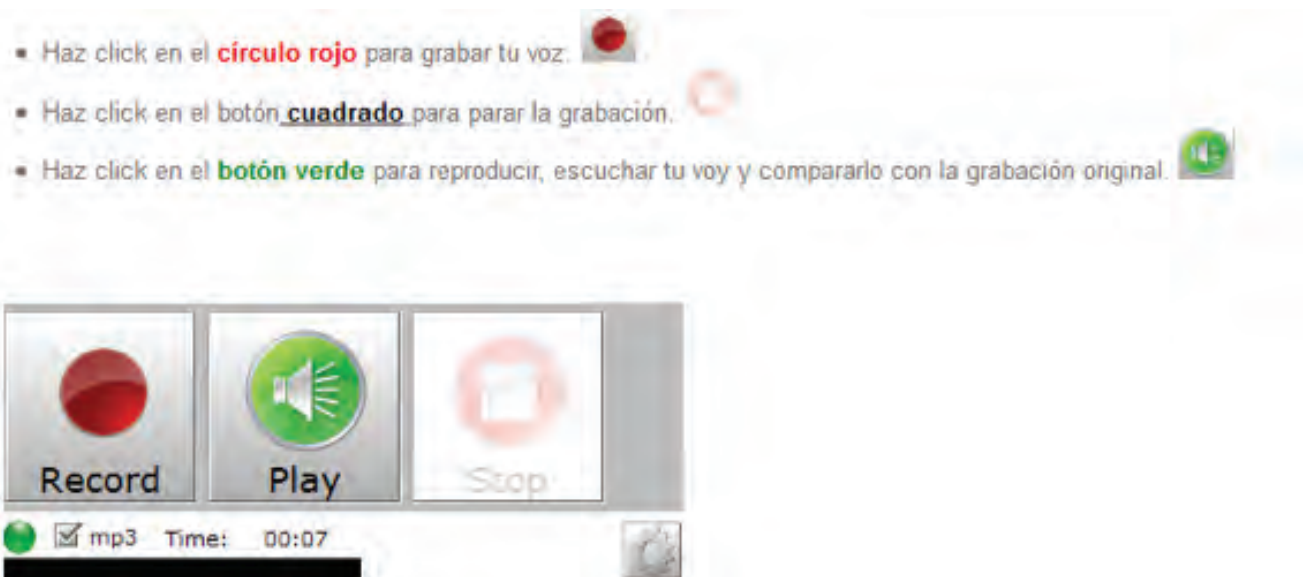 Haz click en el círculo rojo para grabar tu voz.
Haz click en el botón cuadrado para parar la grabación.
Haz click en el botón verde para reproducir, escuchar tu voy y compararlo con la grabación original.
Record Play Stop
mp3 Time: 00:07